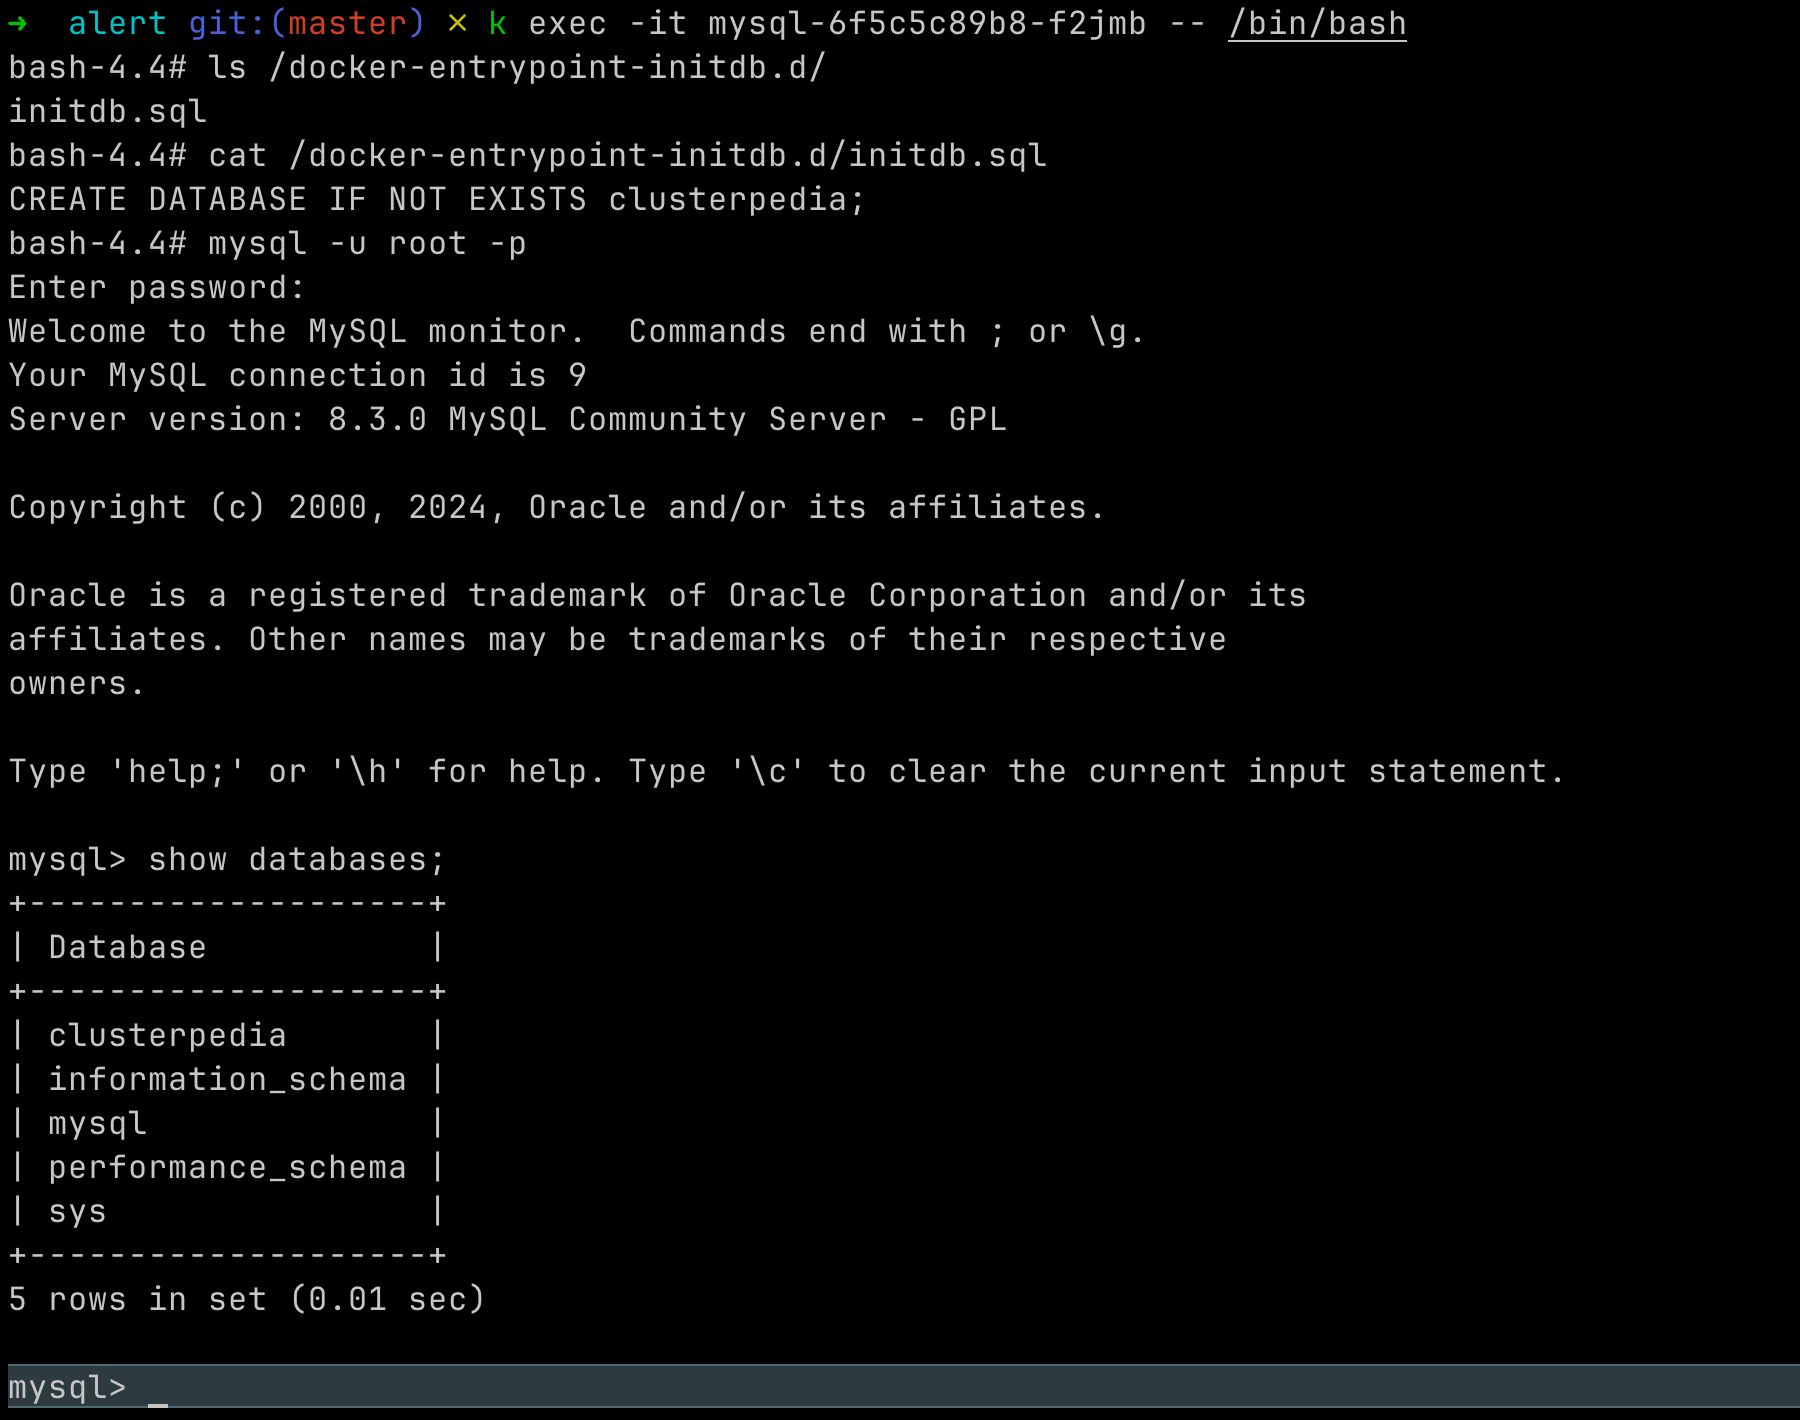 ➜  alert git:(master) ✗ k exec -it mysql-6f5c5c89b8-f2jmb -- /bin/bash
bash-4.4# ls /docker-entrypoint-initdb.d/
initdb.sql
bash-4.4# cat /docker-entrypoint-initdb.d/initdb.sql
CREATE DATABASE IF NOT EXISTS clusterpedia;
bash-4.4# mysql -u root -p
Enter password:
Welcome to the MySQL monitor.  Commands end with ; or \g.
Your MySQL connection id is 9
Server version: 8.3.0 MySQL Community Server - GPL

Copyright (c) 2000, 2024, Oracle and/or its affiliates.

Oracle is a registered trademark of Oracle Corporation and/or its
affiliates. Other names may be trademarks of their respective
owners.

Type 'help;' or '\h' for help. Type '\c' to clear the current input statement.

mysql> show databases;
+--------------------+
| Database           |
+--------------------+
| clusterpedia       |
| information_schema |
| mysql              |
| performance_schema |
| sys                |
+--------------------+
5 rows in set (0.01 sec)

mysql> _